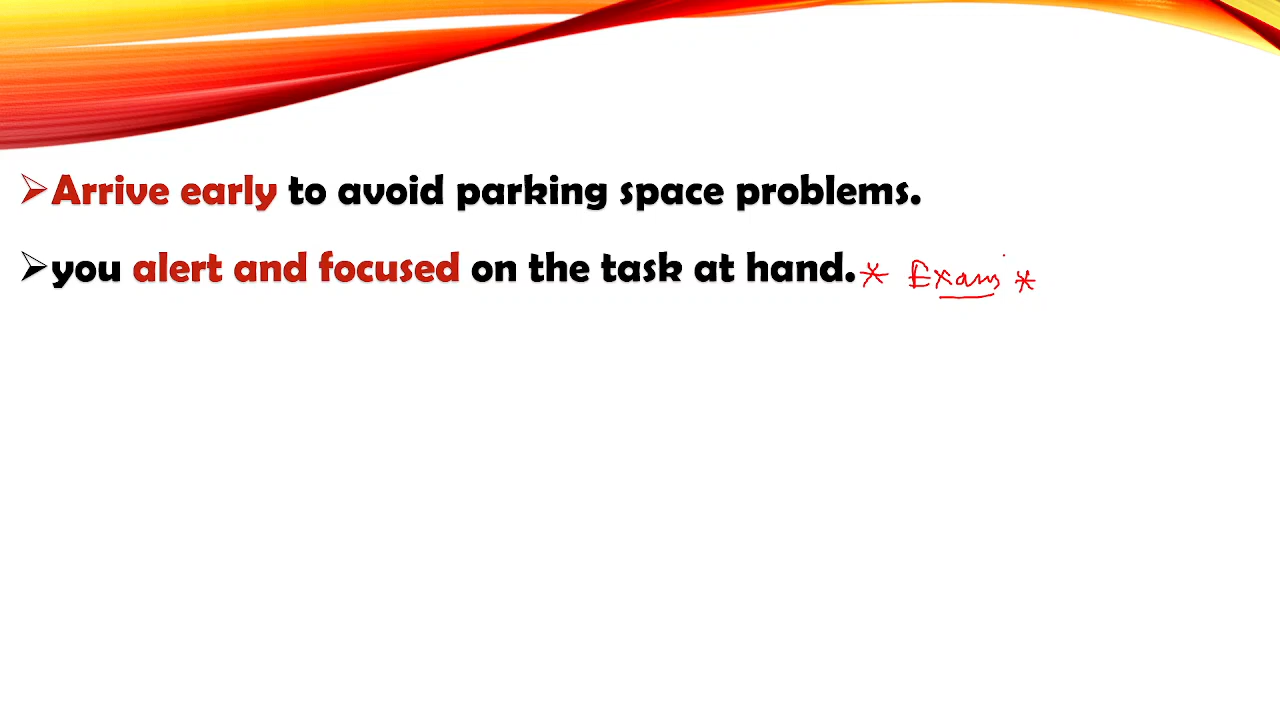 ➢Arrive early to avoid parking space problems.
➢you alert and focused on the task at hand.* Exam *